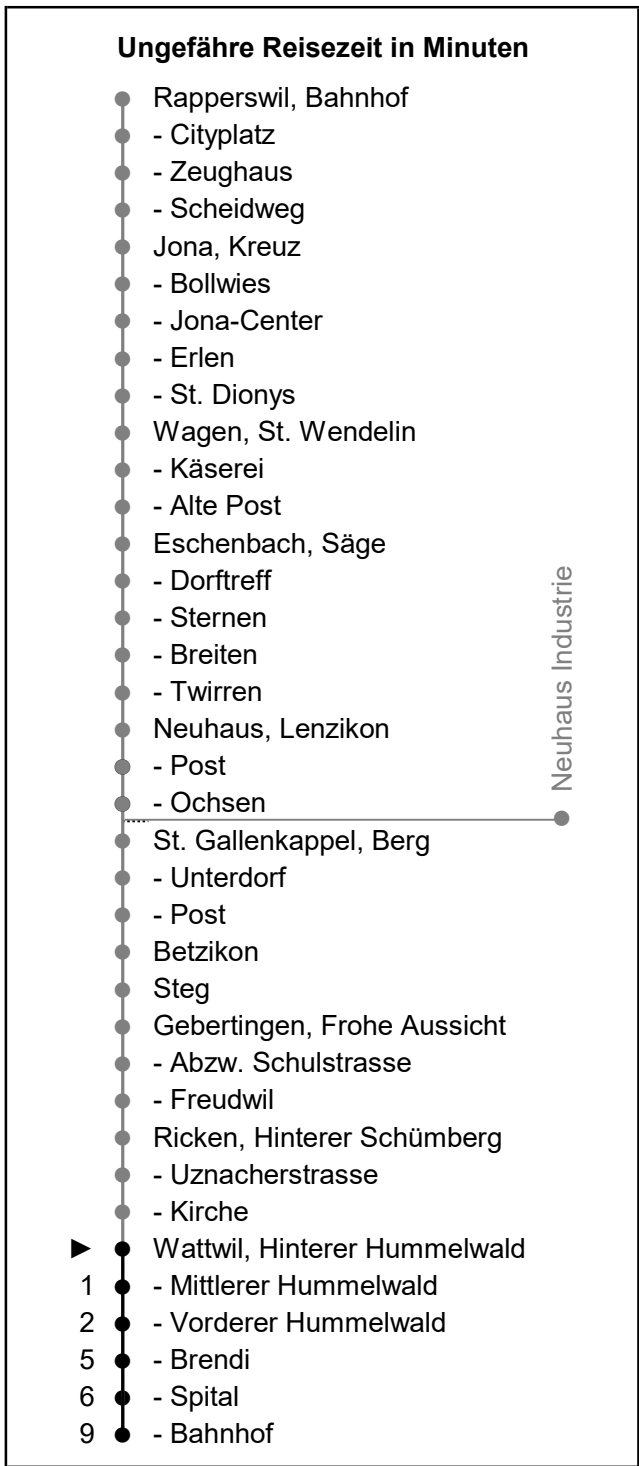 Ungefähre Reisezeit in Minuten
Rapperswil, Bahnhof
- Cityplatz
- Zeughaus
- Scheidweg
Jona, Kreuz
- Bollwies
- Jona-Center
- Erlen
- St. Dionys
Wagen, St. Wendelin
- Käserei
- Alte Post
Eschenbach, Säge
- Dorftreff
- Sternen
- Breiten
- Twirren
Neuhaus, Lenzikon
- Post
- Ochsen
Neuhaus Industrie
St. Gallenkappel, Berg
- Unterdorf
- Post
Betzikon
Steg
Gebertingen, Frohe Aussicht
- Abzw. Schulstrasse
- Freudwil
Ricken, Hinterer Schümberg
- Uznacherstrasse
- Kirche
► Wattwil, Hinterer Hummelwald
1 - Mittlerer Hummelwald
2 - Vorderer Hummelwald
5 - Brendi
6 - Spital
9 - Bahnhof